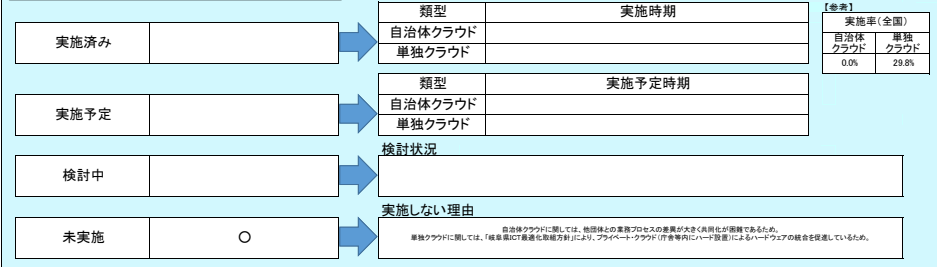 【参考】
類型 実施時期
実施率(全国)
実施済み
自治体クラウド
単独クラウド
自治体クラウド 単独クラウド
0.0% 29.8%
類型 実施予定時期
実施予定
自治体クラウド
単独クラウド
検討状況
検討中
実施しない理由
未実施 ○
自治体クラウドに関しては、他団体との業務プロセスの差異が大きく共同化が困難であるため。
単独クラウドに関しては、「岐阜県ICT最適化取組方針」により、プライベート・クラウド(庁舎等内にハード設置)によるハードウェアの統合を促進しているため。